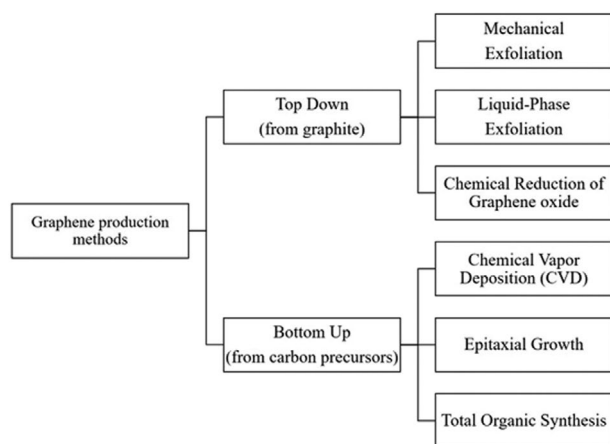 Mechanical
Exfoliation
Top Down
(from graphite)
Liquid-Phase
Exfoliation
Chemical Reduction of
Graphene oxide
Graphene production
methods
Chemical Vapor
Deposition (CVD)
Bottom Up
(from carbon precursors)
Epitaxial Growth
Total Organic Synthesis